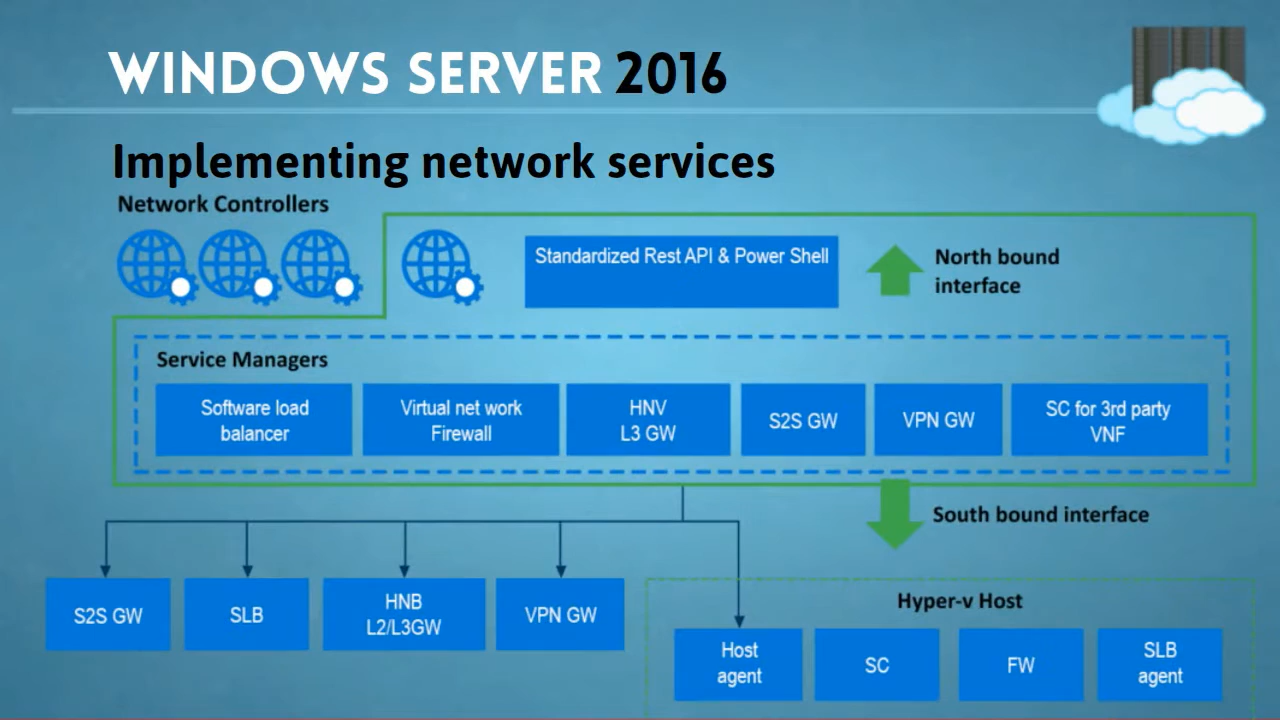 WINDOWS SERVER 2016
Implementing network services
Network Controllers
Standardized Rest API & Power Shell
North bound
interface
Service Managers
Software load
balancer
Virtual net work
Firewall
HNV
L3 GW
S2S GW
VPN GW
SC for 3rd party
VNF
South bound interface
S2S GW
SLB
HNB
L2/L3GW
VPN GW
Hyper-v Host
Host
agent
SC
FW
SLB
agent